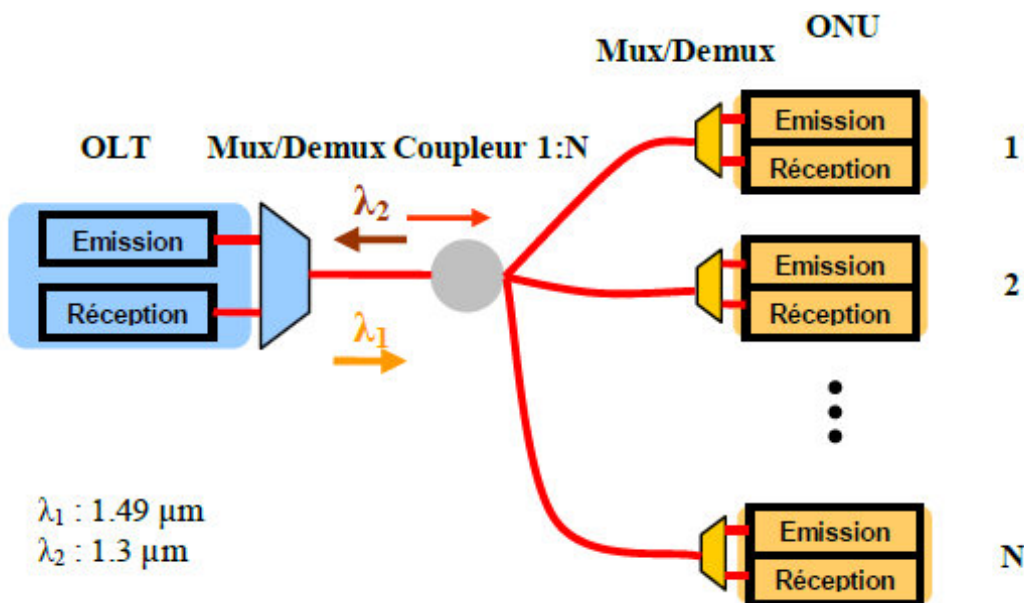 ONU
Mux/Demux
OLT
Mux/Demux Coupleur 1:N
λ2
λ1
Emission
Réception
Emission
Réception
1
Emission
Réception
2
Emission
Réception
N
λ1 : 1.49 µm
λ2 : 1.3 µm